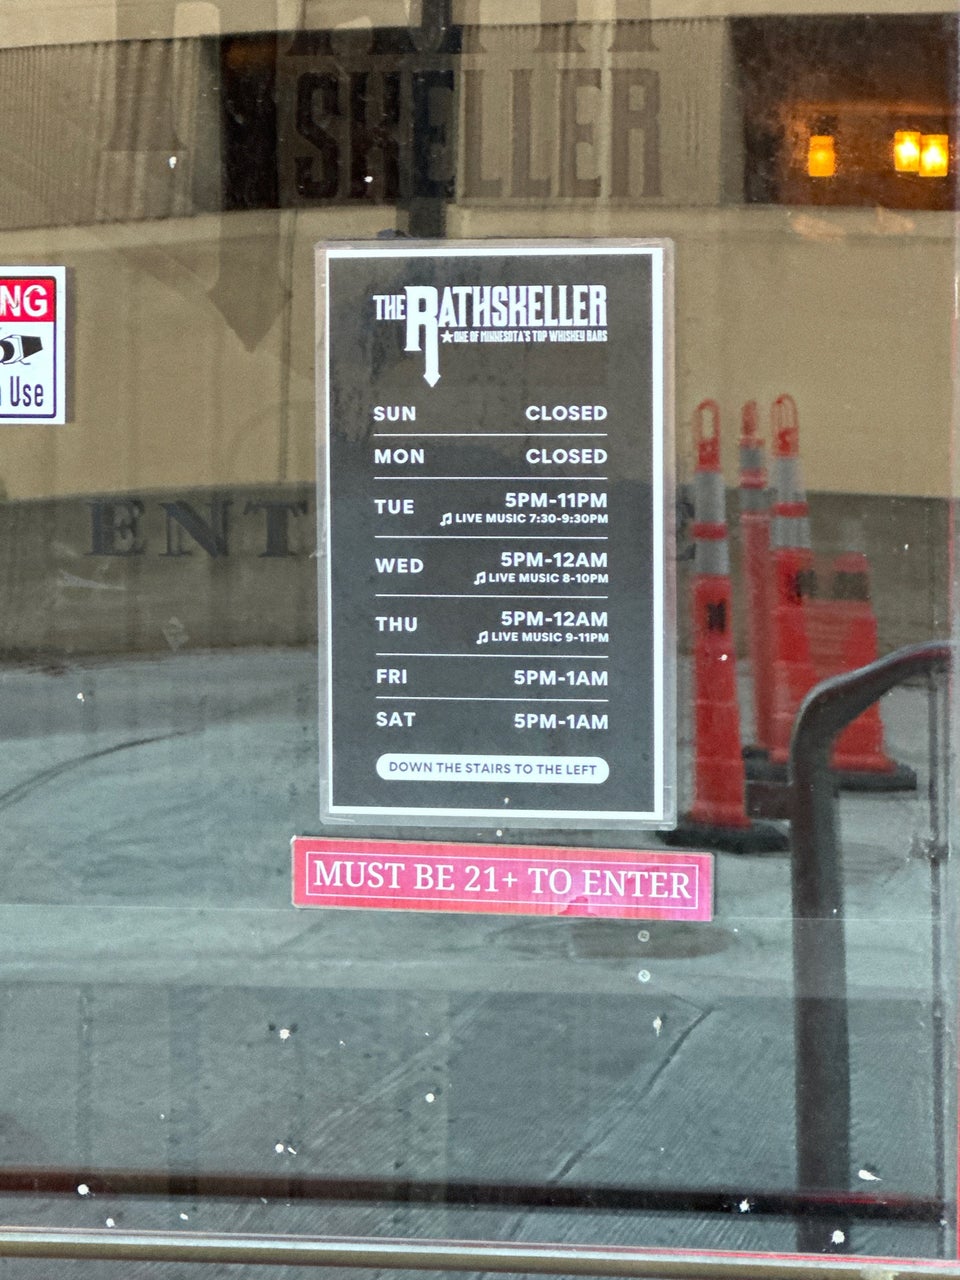 SKELLER
NG
Use
THE RATHSKELLER
★ONE OF MINNESOTA'S TOP WHISKEY BARS
SUN CLOSED
MON CLOSED
TUE 5PM-11PM
♫ LIVE MUSIC 7:30-9:30PM
WED 5PM-12AM
♫ LIVE MUSIC 8-10PM
THU 5PM-12AM
♫ LIVE MUSIC 9-11PM
FRI 5PM-1AM
SAT 5PM-1AM
DOWN THE STAIRS TO THE LEFT
ENT E
MUST BE 21+ TO ENTER